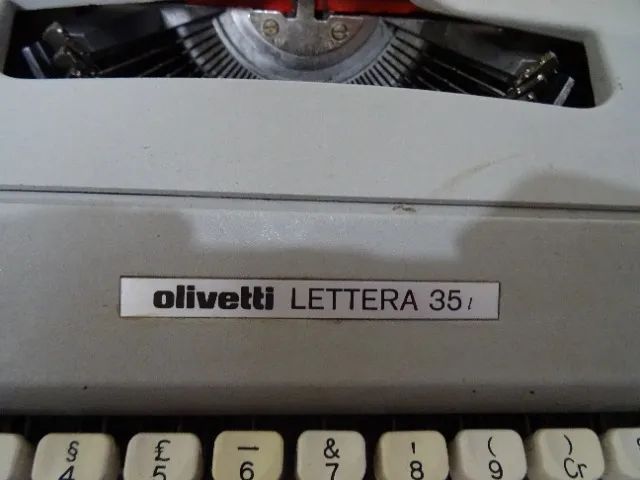 olivetti LETTERA 35 l
§ £ — & ' ( )
4 5 6 7 8 9 Cr